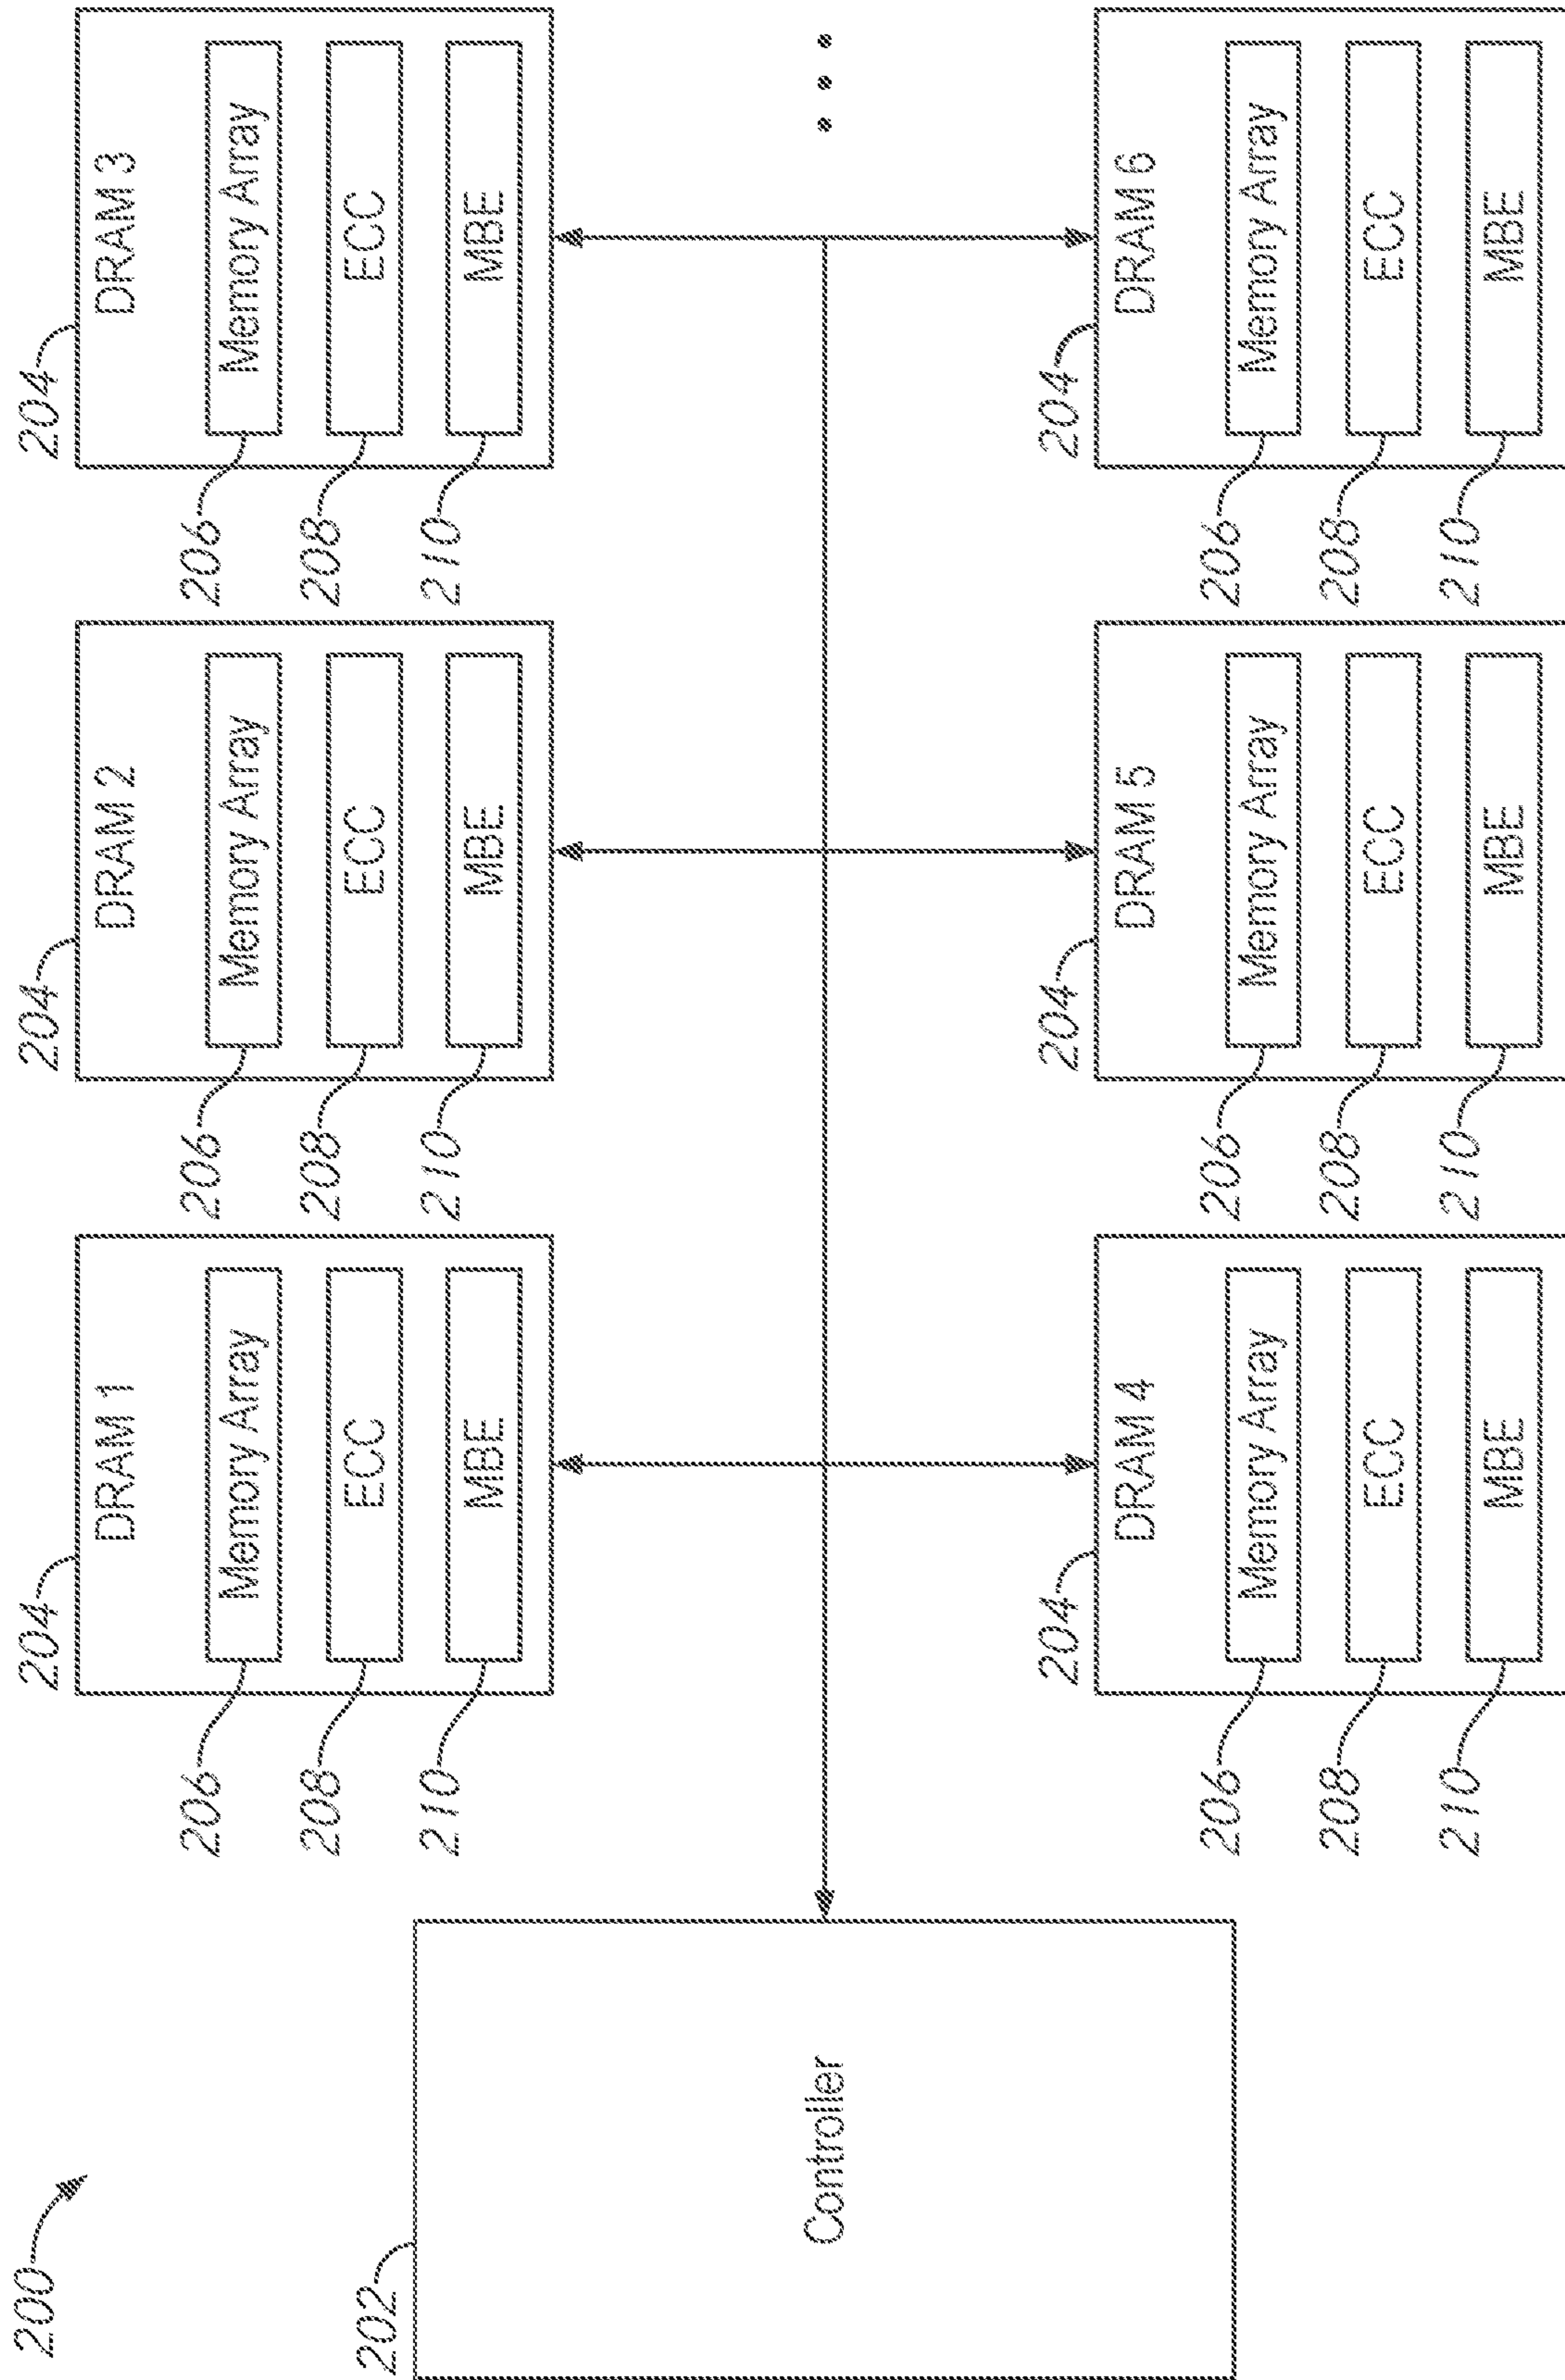 200
202
Controller
204
DRAM 1
206
Memory Array
208
ECC
210
MBE
204
DRAM 2
206
Memory Array
208
ECC
210
MBE
204
DRAM 3
206
Memory Array
208
ECC
210
MBE
204
DRAM 4
206
Memory Array
208
ECC
210
MBE
204
DRAM 5
206
Memory Array
208
ECC
210
MBE
204
DRAM 6
206
Memory Array
208
ECC
210
MBE